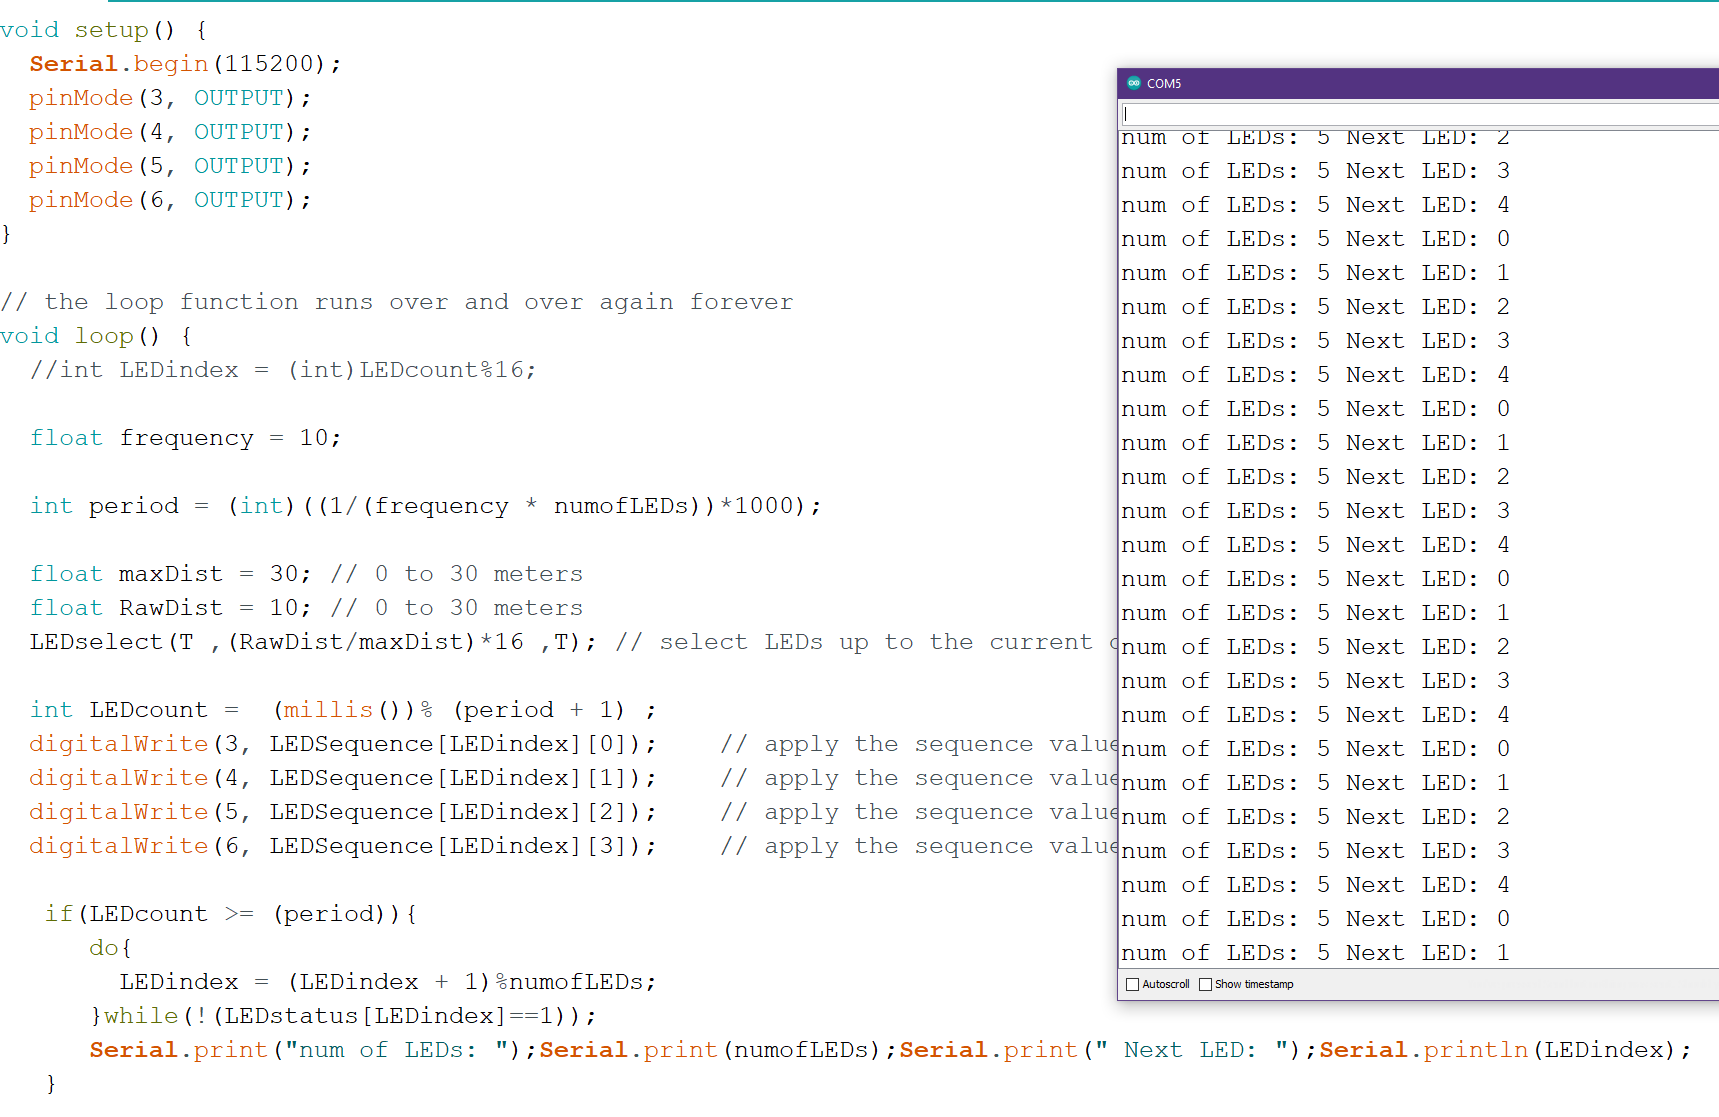 void setup() {
  Serial.begin(115200);
  pinMode(3, OUTPUT);
  pinMode(4, OUTPUT);
  pinMode(5, OUTPUT);
  pinMode(6, OUTPUT);
}
// the loop function runs over and over again forever
void loop() {
  //int LEDindex = (int)LEDcount%16;
  float frequency = 10;
  int period = (int)((1/(frequency * numofLEDs))*1000);
  float maxDist = 30; // 0 to 30 meters
  float RawDist = 10; // 0 to 30 meters
  LEDselect(T ,(RawDist/maxDist)*16 ,T); // select LEDs up to the current
  int LEDcount =  (millis())% (period + 1) ;
  digitalWrite(3, LEDSequence[LEDindex][0]);    // apply the sequence value
  digitalWrite(4, LEDSequence[LEDindex][1]);    // apply the sequence value
  digitalWrite(5, LEDSequence[LEDindex][2]);    // apply the sequence value
  digitalWrite(6, LEDSequence[LEDindex][3]);    // apply the sequence value
   if(LEDcount >= (period)){
      do{
        LEDindex = (LEDindex + 1)%numofLEDs;
      }while(!(LEDstatus[LEDindex]==1));
      Serial.print("num of LEDs: ");Serial.print(numofLEDs);Serial.print(" Next LED: ");Serial.println(LEDindex);
   }
COM5
num of LEDs: 5 Next LED: 2
num of LEDs: 5 Next LED: 3
num of LEDs: 5 Next LED: 4
num of LEDs: 5 Next LED: 0
num of LEDs: 5 Next LED: 1
num of LEDs: 5 Next LED: 2
num of LEDs: 5 Next LED: 3
num of LEDs: 5 Next LED: 4
num of LEDs: 5 Next LED: 0
num of LEDs: 5 Next LED: 1
num of LEDs: 5 Next LED: 2
num of LEDs: 5 Next LED: 3
num of LEDs: 5 Next LED: 4
num of LEDs: 5 Next LED: 0
num of LEDs: 5 Next LED: 1
num of LEDs: 5 Next LED: 2
num of LEDs: 5 Next LED: 3
num of LEDs: 5 Next LED: 4
num of LEDs: 5 Next LED: 0
num of LEDs: 5 Next LED: 1
num of LEDs: 5 Next LED: 2
num of LEDs: 5 Next LED: 3
num of LEDs: 5 Next LED: 4
num of LEDs: 5 Next LED: 0
num of LEDs: 5 Next LED: 1
Autoscroll Show timestamp